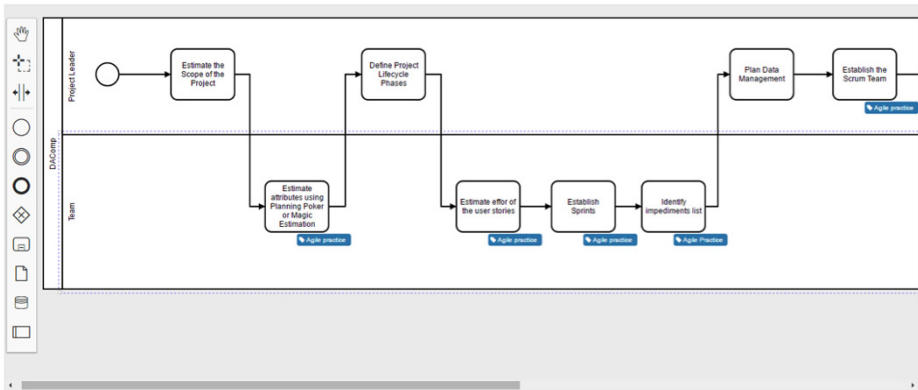 DAComp
Project Leader
Estimate the
Scope of the
Project
Define Project
Lifecycle
Phases
Plan Data
Management
Establish the
Scrum Team
Agile practice
Team
Estimate
attributes using
Planning Poker
or Magic
Estimation
Agile practice
Estimate effor of
the user stories
Agile practice
Establish
Sprints
Agile practice
Identify
impediments list
Agile Practice